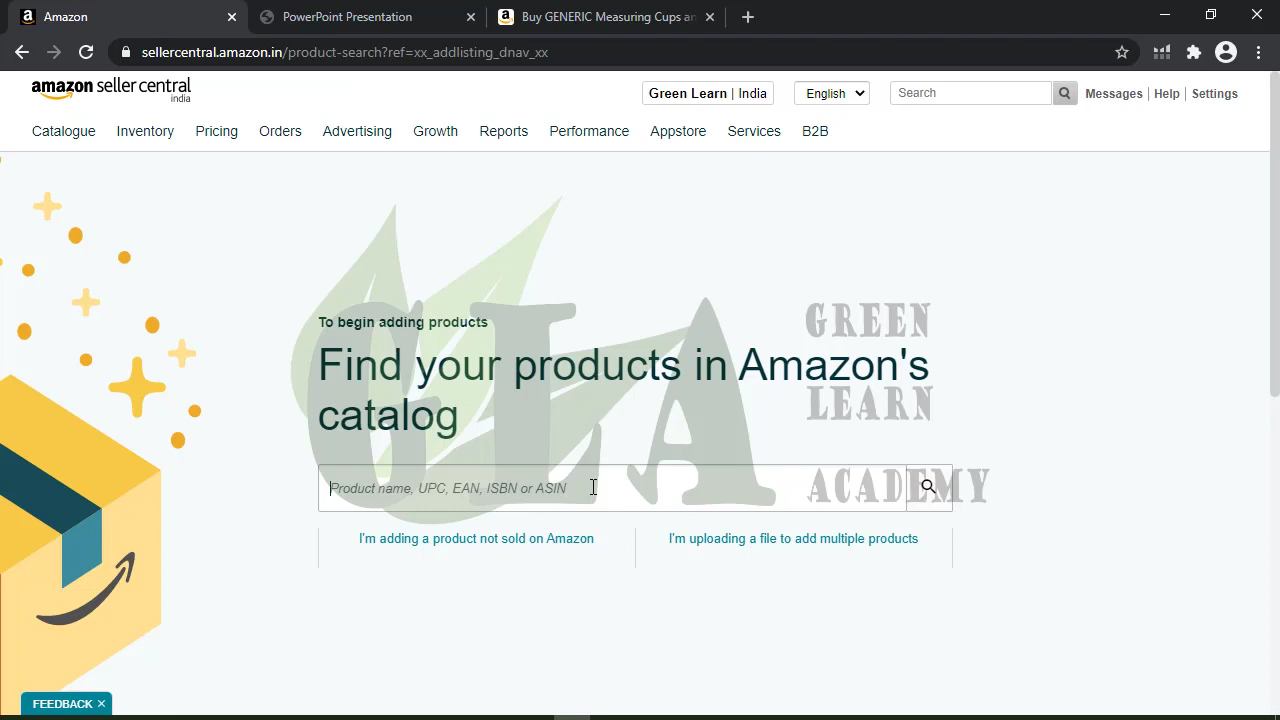 Amazon
PowerPoint Presentation
Buy GENERIC Measuring Cups an
sellercentral.amazon.in/product-search?ref=xx_addlisting_dnav_xx
amazon seller central
india
Green Learn | India
English
Search
Messages
Help
Settings
Catalogue
Inventory
Pricing
Orders
Advertising
Growth
Reports
Performance
Appstore
Services
B2B
To begin adding products
Find your products in Amazon's
catalog
Product name, UPC, EAN, ISBN or ASIN
I'm adding a product not sold on Amazon
I'm uploading a file to add multiple products
GLA
GREEN
LEARN
ACADEMY
FEEDBACK